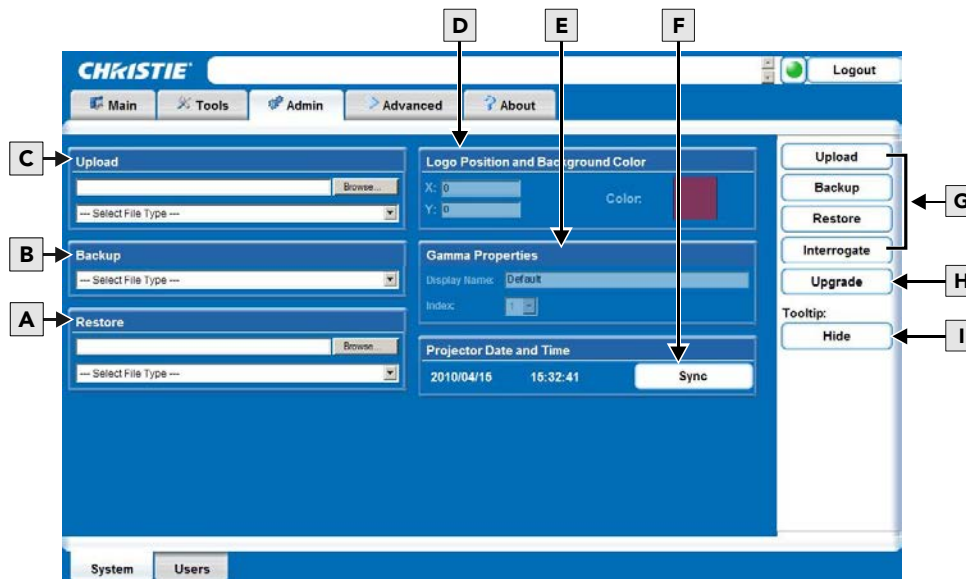 D E F
CHRISTIE Logout
Main Tools Admin Advanced About
C
Upload
Browse...
--- Select File Type ---
B
Backup
--- Select File Type ---
A
Restore
Browse...
--- Select File Type ---
Logo Position and Background Color
X: 0
Y: 0
Color:
Gamma Properties
Display Name: Default
Index: 1
Projector Date and Time
2010/04/15 15:32:41 Sync
Upload
Backup
Restore
Interrogate
G
Upgrade
H
Tooltip:
Hide
I
System Users